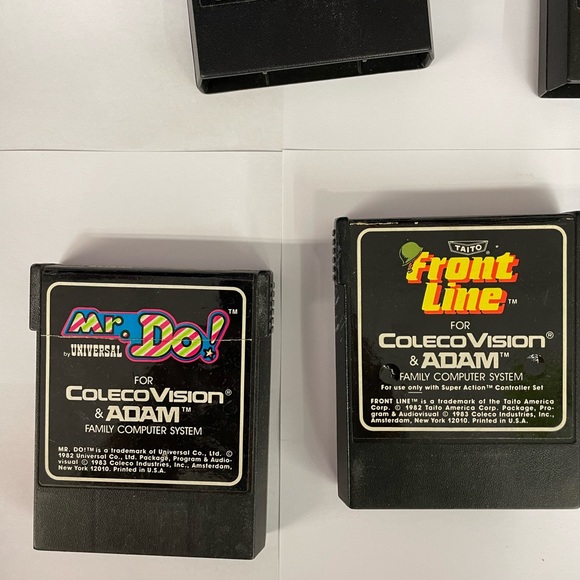 Mr. Do!™
by UNIVERSAL
FOR
COLECOVISION®
& ADAM™
FAMILY COMPUTER SYSTEM
MR. DO!™ is a trademark of Universal Co., Ltd. ©
1982 Universal Co., Ltd. Package, Program & Audio-
visual © 1983 Coleco Industries, Inc., Amsterdam,
New York 12010. Printed in U.S.A.
TAITO
Front
Line™
FOR
COLECOVISION®
& ADAM™
FAMILY COMPUTER SYSTEM
For use only with Super Action™ Controller Set
FRONT LINE™ is a trademark of the Taito America
Corp. © 1982 Taito America Corp. Package, Pro-
gram & Audiovisual © 1983 Coleco Industries, Inc.,
Amsterdam, New York 12010. Printed in U.S.A.